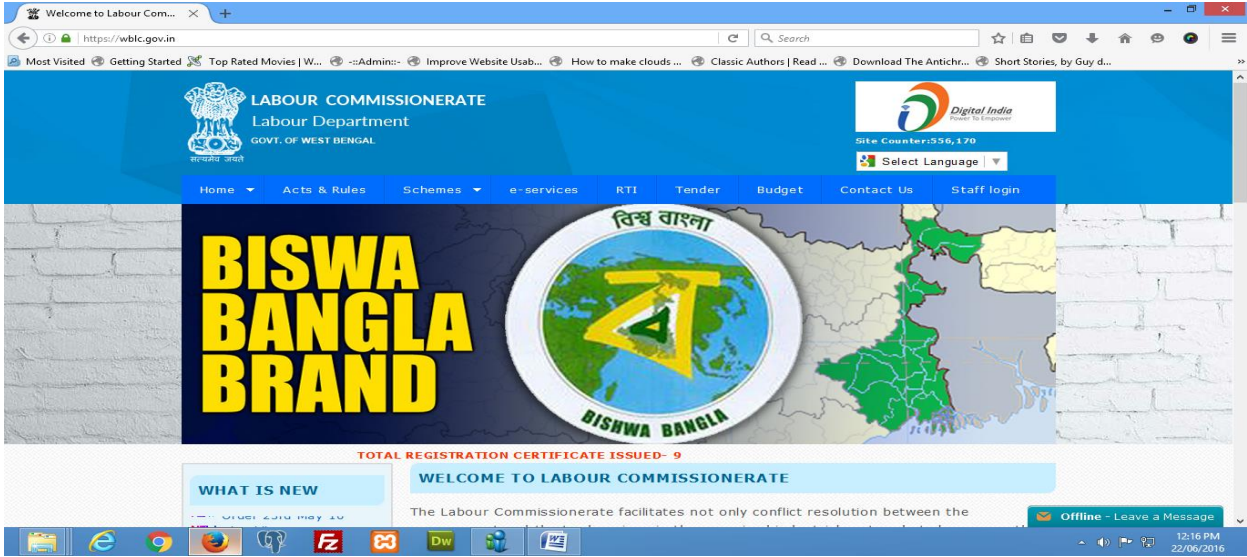 Welcome to Labour Com...
https://wblc.gov.in
Search
Most Visited Getting Started Top Rated Movies | W... -::Admin::- Improve Website Usab... How to make clouds ... Classic Authors | Read ... Download The Antichr... Short Stories, by Guy d...
LABOUR COMMISSIONERATE
Labour Department
GOVT. OF WEST BENGAL
सत्यमेव जयते
Digital India
Power To Empower
Site Counter:556,170
Select Language
Home Acts & Rules Schemes e-services RTI Tender Budget Contact Us Staff login
BISWA
BANGLA
BRAND
বিশ্ব বাংলা
ব
BISHWA BANGLA
TOTAL REGISTRATION CERTIFICATE ISSUED- 9
WHAT IS NEW
WELCOME TO LABOUR COMMISSIONERATE
Order 23rd May 16
The Labour Commissionerate facilitates not only conflict resolution between the
Offline - Leave a Message
Dw
12:16 PM
22/06/2016